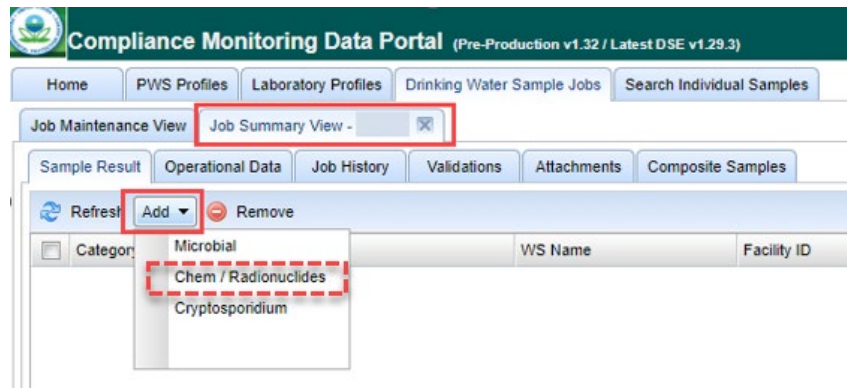 Compliance Monitoring Data Portal (Pre-Production v1.32 / Latest DSE v1.29.3)
Home PWS Profiles Laboratory Profiles Drinking Water Sample Jobs Search Individual Samples
Job Maintenance View Job Summary View -
Sample Result Operational Data Job History Validations Attachments Composite Samples
Refresh Add Remove
Category WS Name Facility ID
Microbial
Chem / Radionuclides
Cryptosporidium